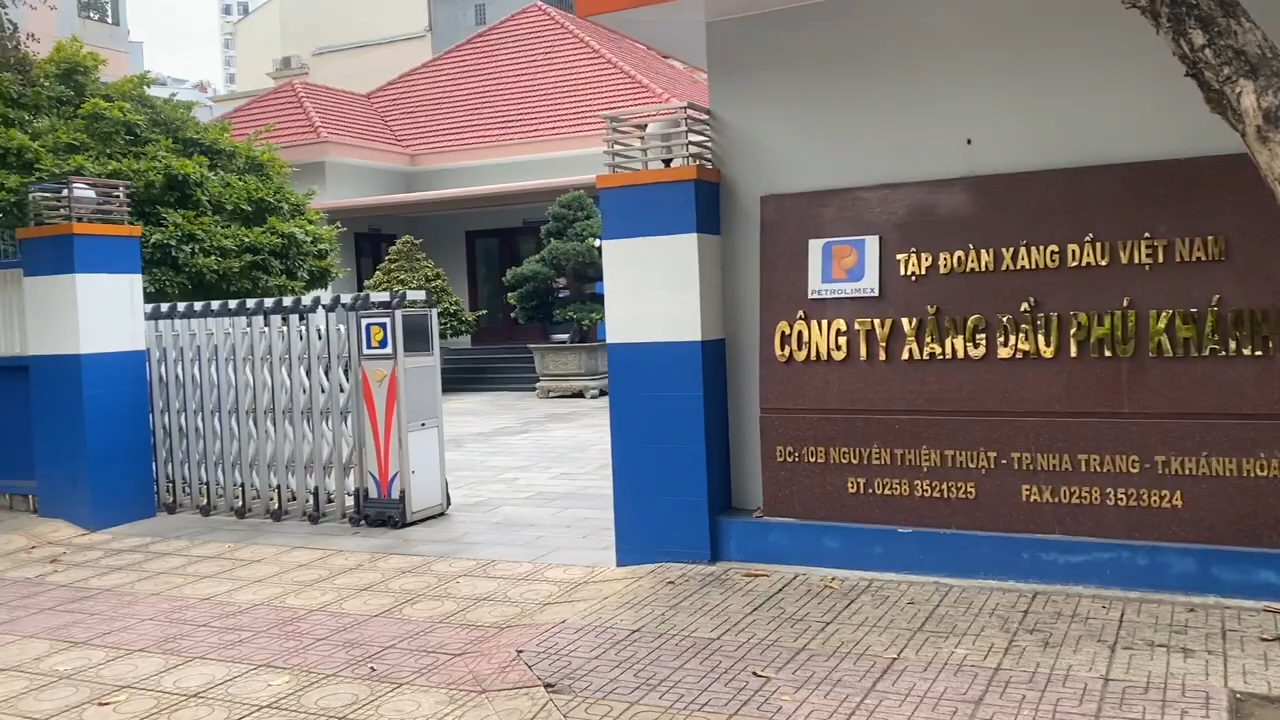 PETROLIMEX
TẬP ĐOÀN XĂNG DẦU VIỆT NAM
CÔNG TY XĂNG DẦU PHÚ KHÁNH
ĐC: 10B NGUYỄN THIỆN THUẬT - TP.NHA TRANG - T.KHÁNH HÒA
ĐT.0258 3521325 FAX.0258 3523824